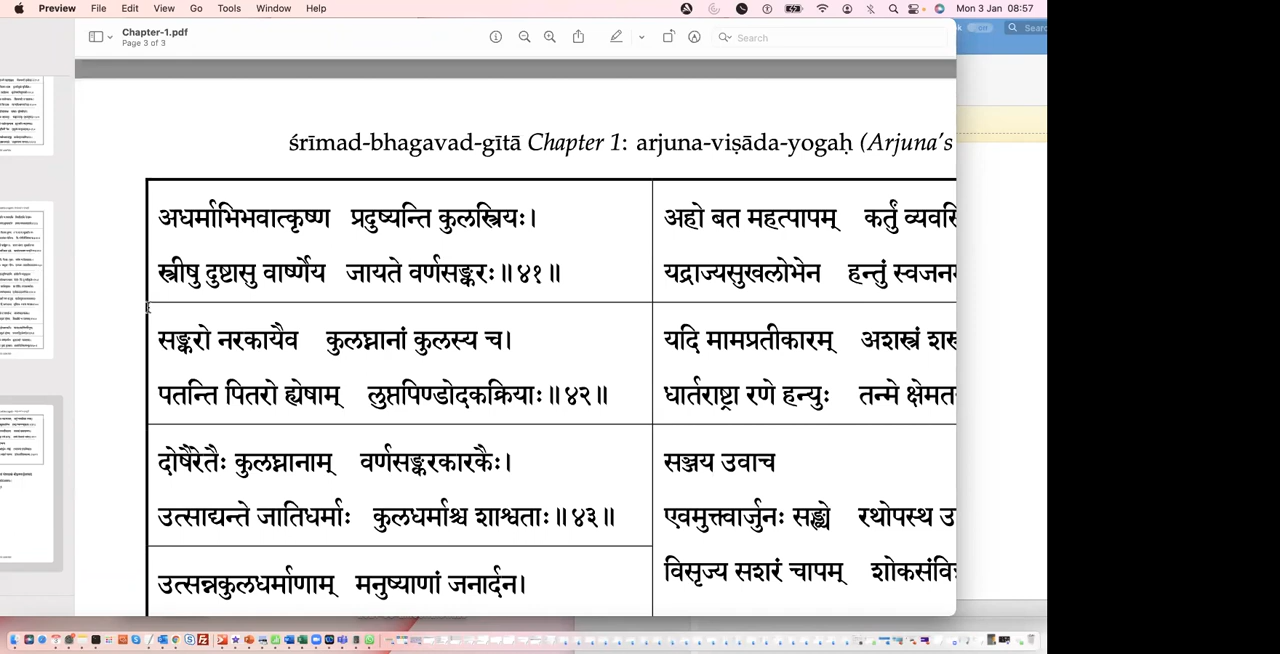 Preview File Edit View Go Tools Window Help Mon 3 Jan 08:57
Chapter-1.pdf
Page 3 of 3
Search
śrīmad-bhagavad-gītā Chapter 1: arjuna-viṣāda-yogaḥ (Arjuna's
अधर्माभिभवात्कृष्ण प्रदुष्यन्ति कुलस्त्रियः।
स्त्रीषु दुष्टासु वार्ष्णेय जायते वर्णसङ्करः॥४१॥
सङ्करो नरकायैव कुलघ्नानां कुलस्य च।
पतन्ति पितरो ह्येषाम् लुप्तपिण्डोदकक्रियाः॥४२॥
दोषैरेतैः कुलघ्नानाम् वर्णसङ्करकारकैः।
उत्साद्यन्ते जातिधर्माः कुलधर्माश्च शाश्वताः॥४३॥
उत्सन्नकुलधर्माणाम् मनुष्याणां जनार्दन।
अहो बत महत्पापम् कर्तुं
यद्राज्यसुखलोभेन हन्तुं
यदि मामप्रतीकारम् अशस्त्रं
धार्तराष्ट्रा रणे हन्युः तन्मे
सञ्जय उवाच
एवमुक्त्वार्जुनः सङ्ख्ये रथोपस्थ
विसृज्य सशरं चापम्